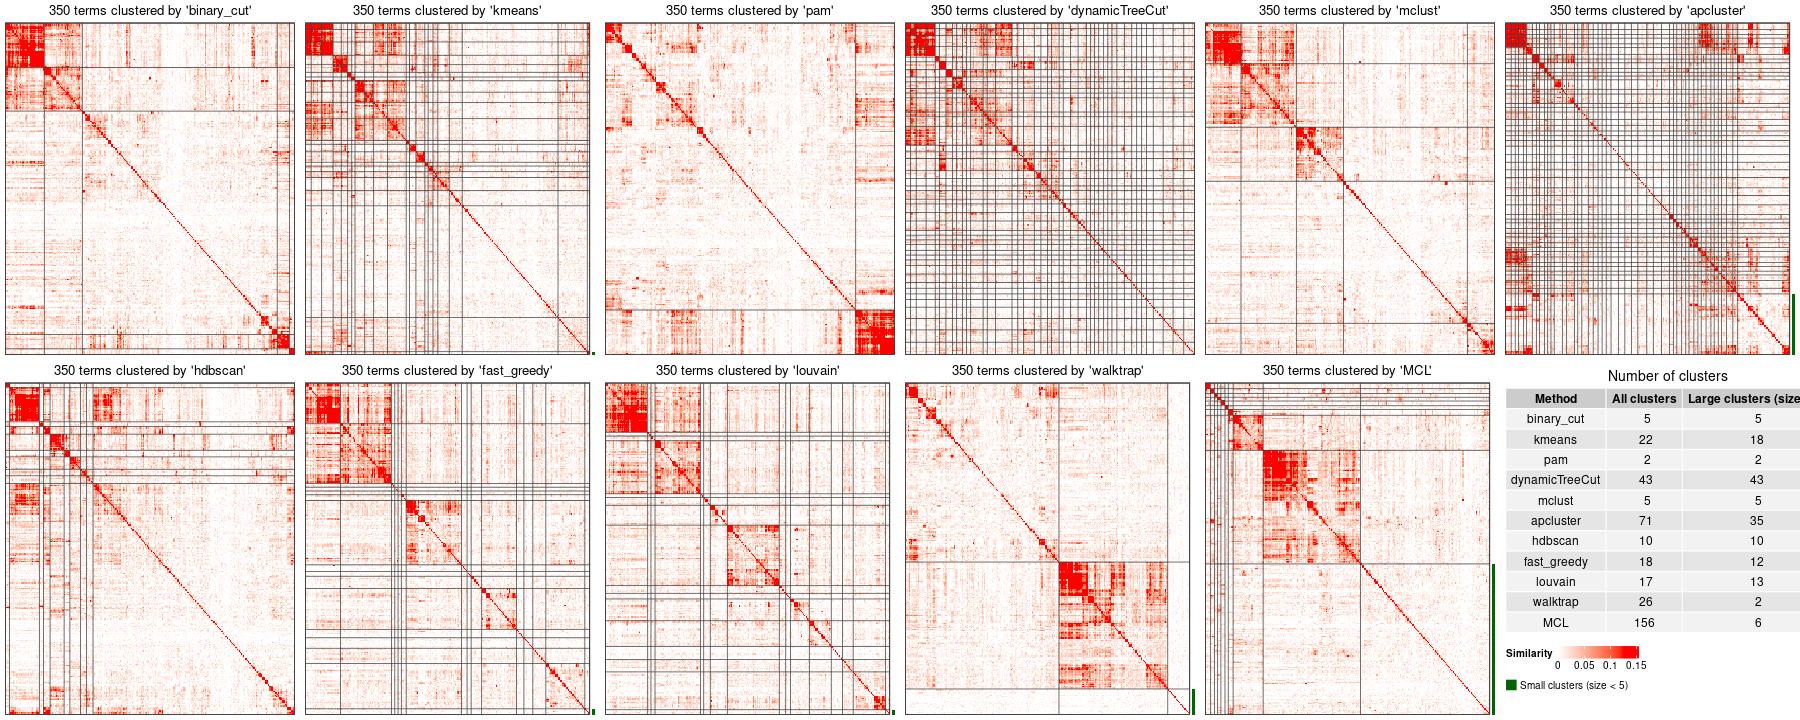 350 terms clustered by 'binary_cut'
350 terms clustered by 'kmeans'
350 terms clustered by 'pam'
350 terms clustered by 'dynamicTreeCut'
350 terms clustered by 'mclust'
350 terms clustered by 'apcluster'
350 terms clustered by 'hdbscan'
350 terms clustered by 'fast_greedy'
350 terms clustered by 'louvain'
350 terms clustered by 'walktrap'
350 terms clustered by 'MCL'
Number of clusters
Method All clusters Large clusters (size
binary_cut 5 5
kmeans 22 18
pam 2 2
dynamicTreeCut 43 43
mclust 5 5
apcluster 71 35
hdbscan 10 10
fast_greedy 18 12
louvain 17 13
walktrap 26 2
MCL 156 6
Similarity
0 0.05 0.1 0.15
Small clusters (size < 5)